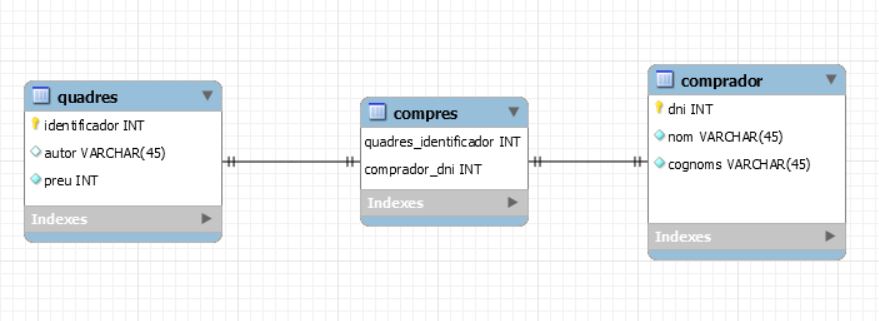 quadres
identificador INT
autor VARCHAR(45)
preu INT
Indexes
compres
quadres_identificador INT
comprador_dni INT
Indexes
comprador
dni INT
nom VARCHAR(45)
cognoms VARCHAR(45)
Indexes